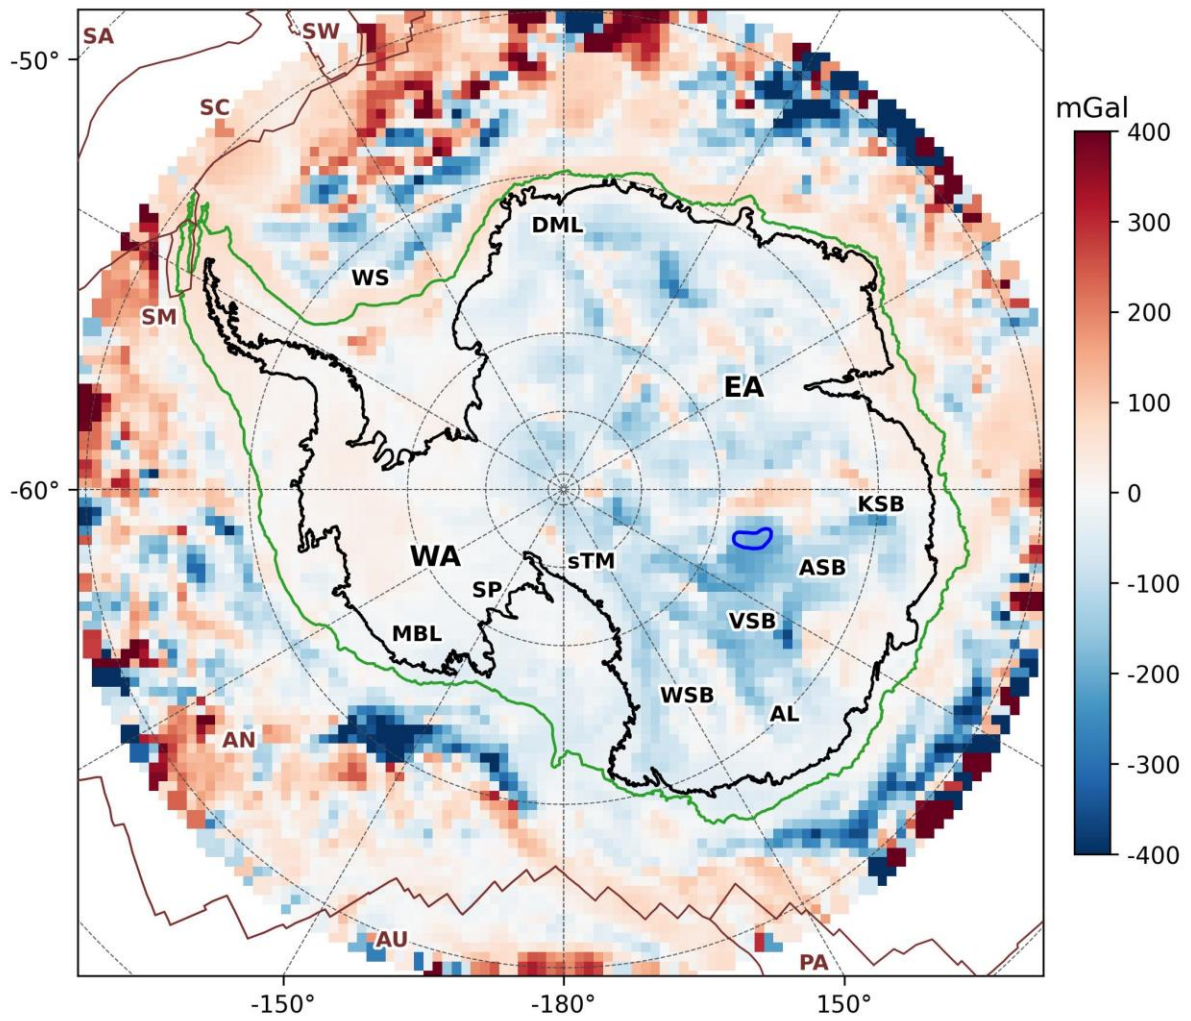 SA
SW
-50°
SC
mGal
400
DML
WS
300
SM
200
EA
100
-60°
0
KSB
WA
sTM
ASB
SP
-100
VSB
MBL
-200
WSB
AL
AN
-300
-400
AU
PA
-150°
-180°
150°